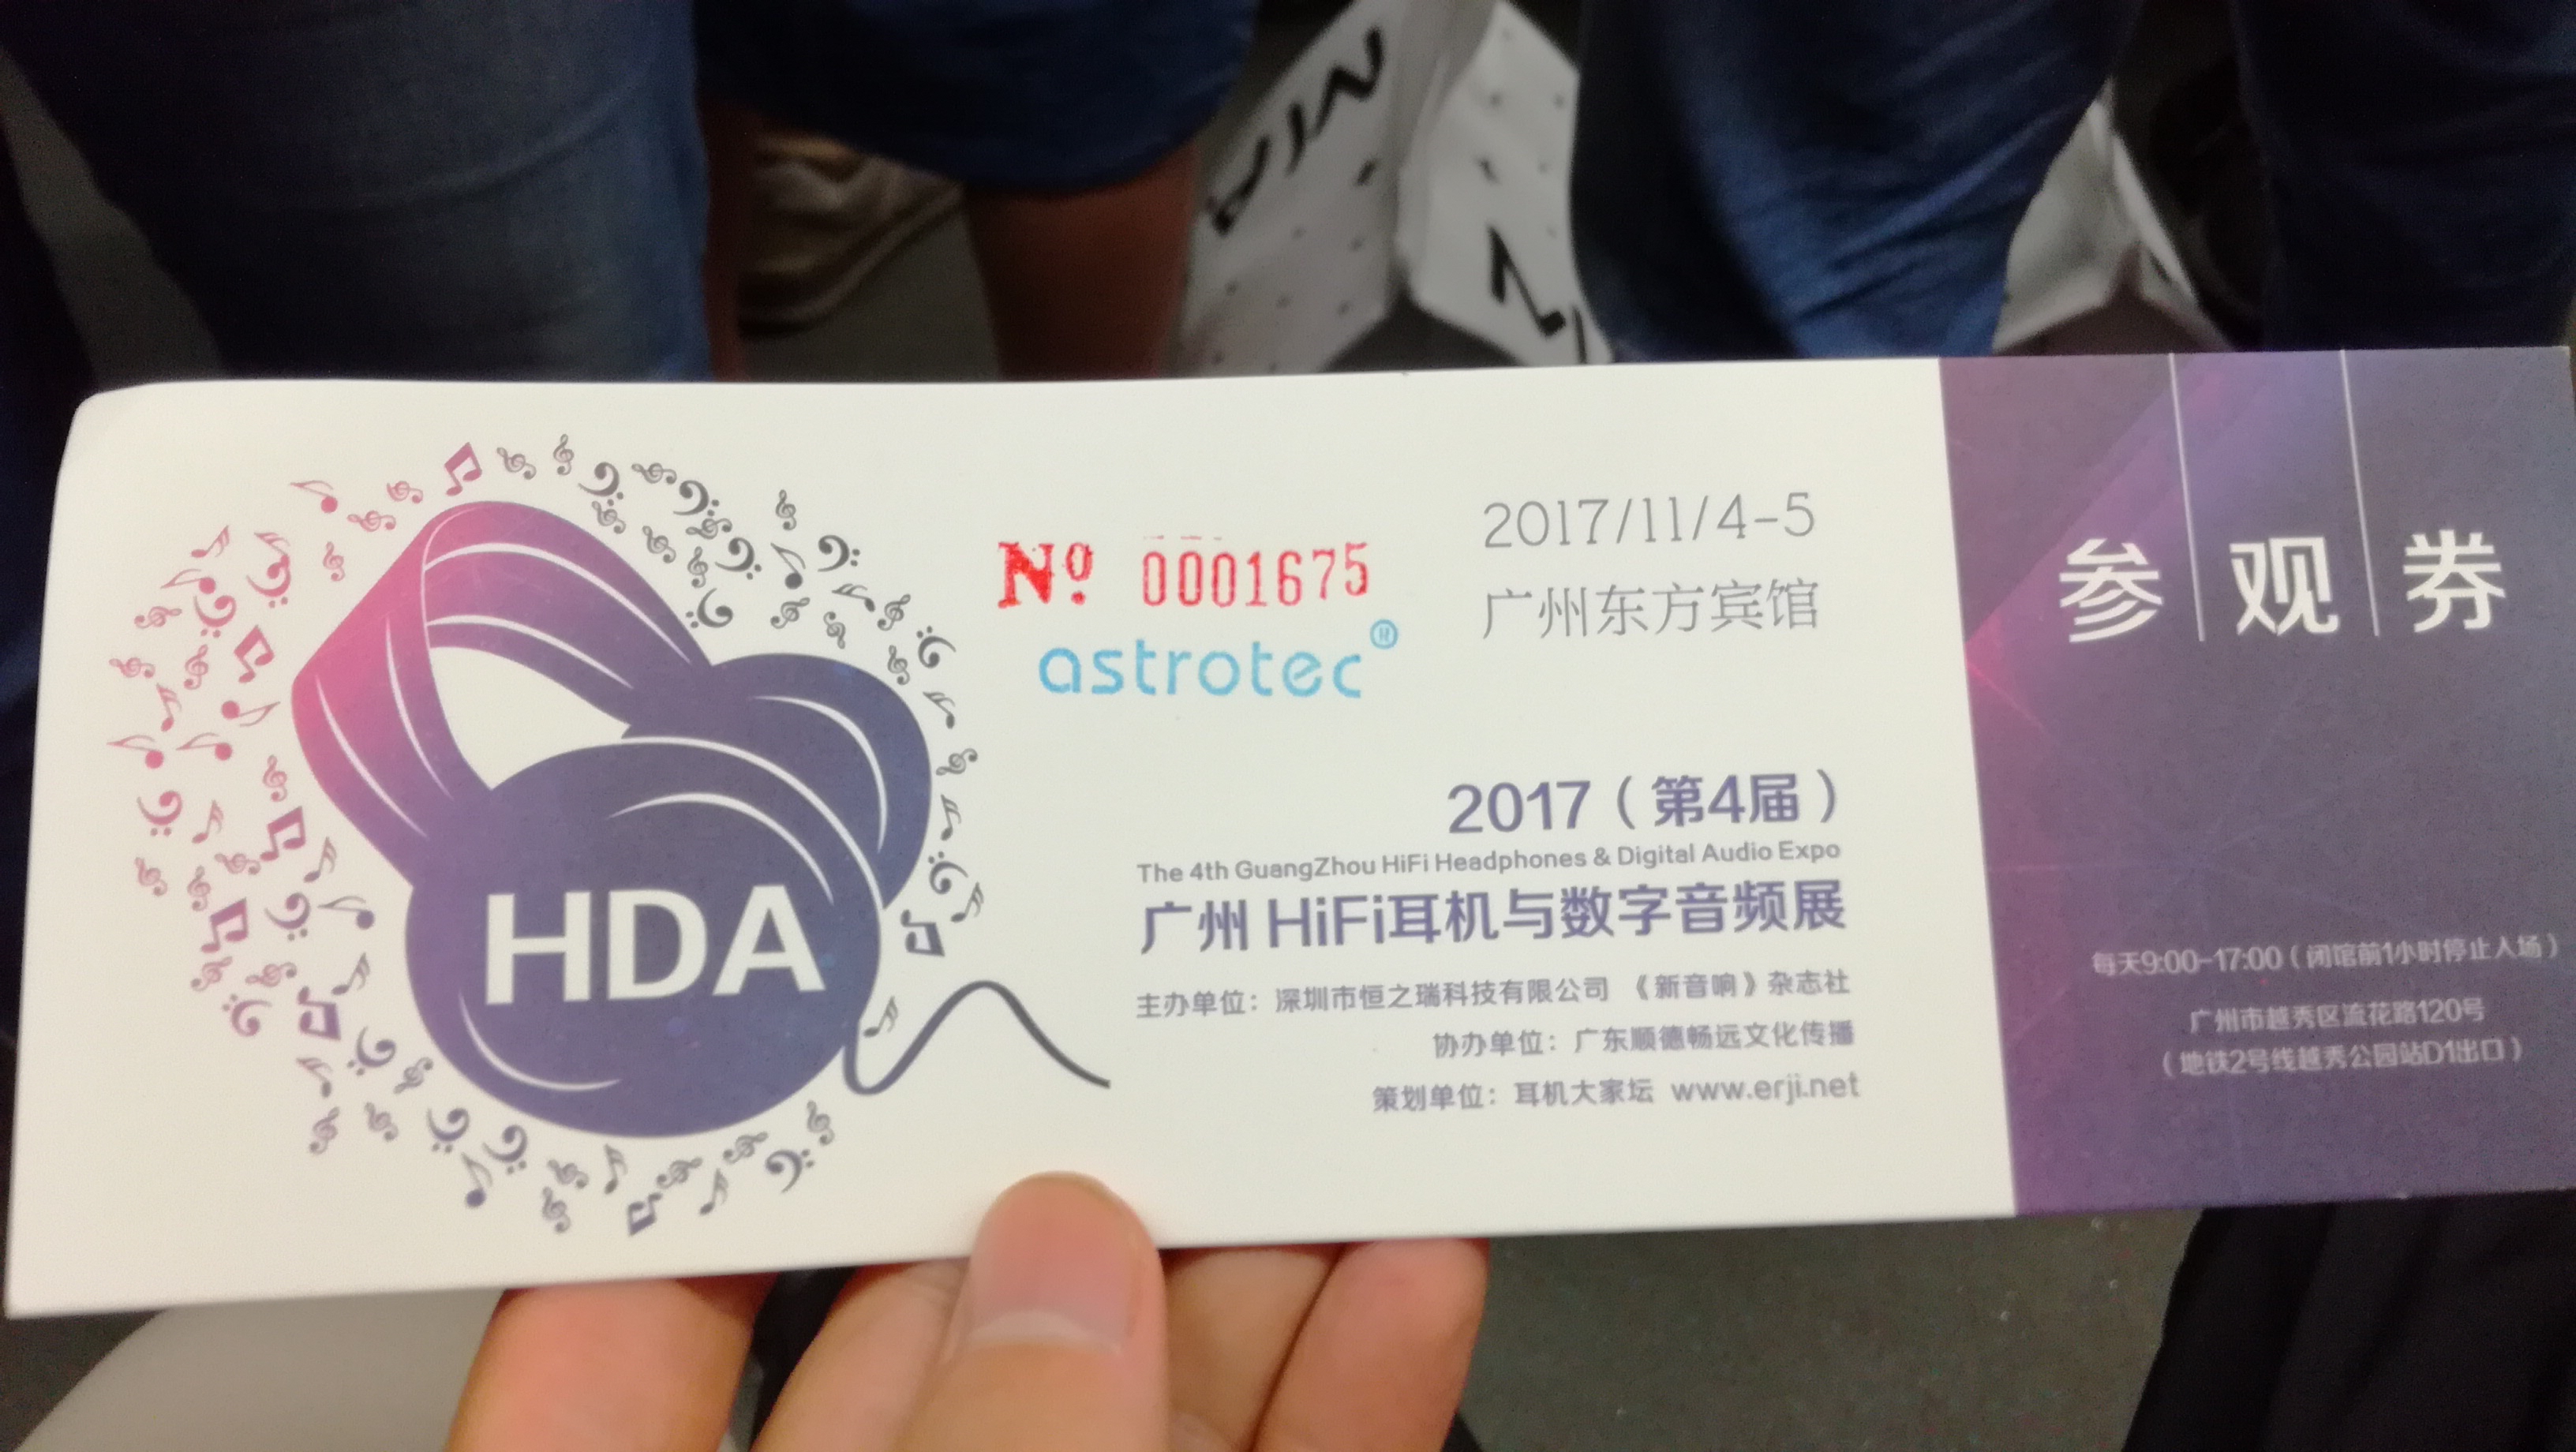 HDA
Nº 0001675
astrotec®
2017/11/4-5
广州东方宾馆
2017（第4届）
The 4th GuangZhou HiFi Headphones & Digital Audio Expo
广州 HiFi耳机与数字音频展
主办单位：深圳市恒之瑞科技有限公司 《新音响》杂志社
协办单位：广东顺德畅远文化传播
策划单位：耳机大家坛 www.erji.net
参观券
每天9:00-17:00（闭馆前1小时停止入场）
广州市越秀区流花路120号
（地铁2号线越秀公园站D1出口）